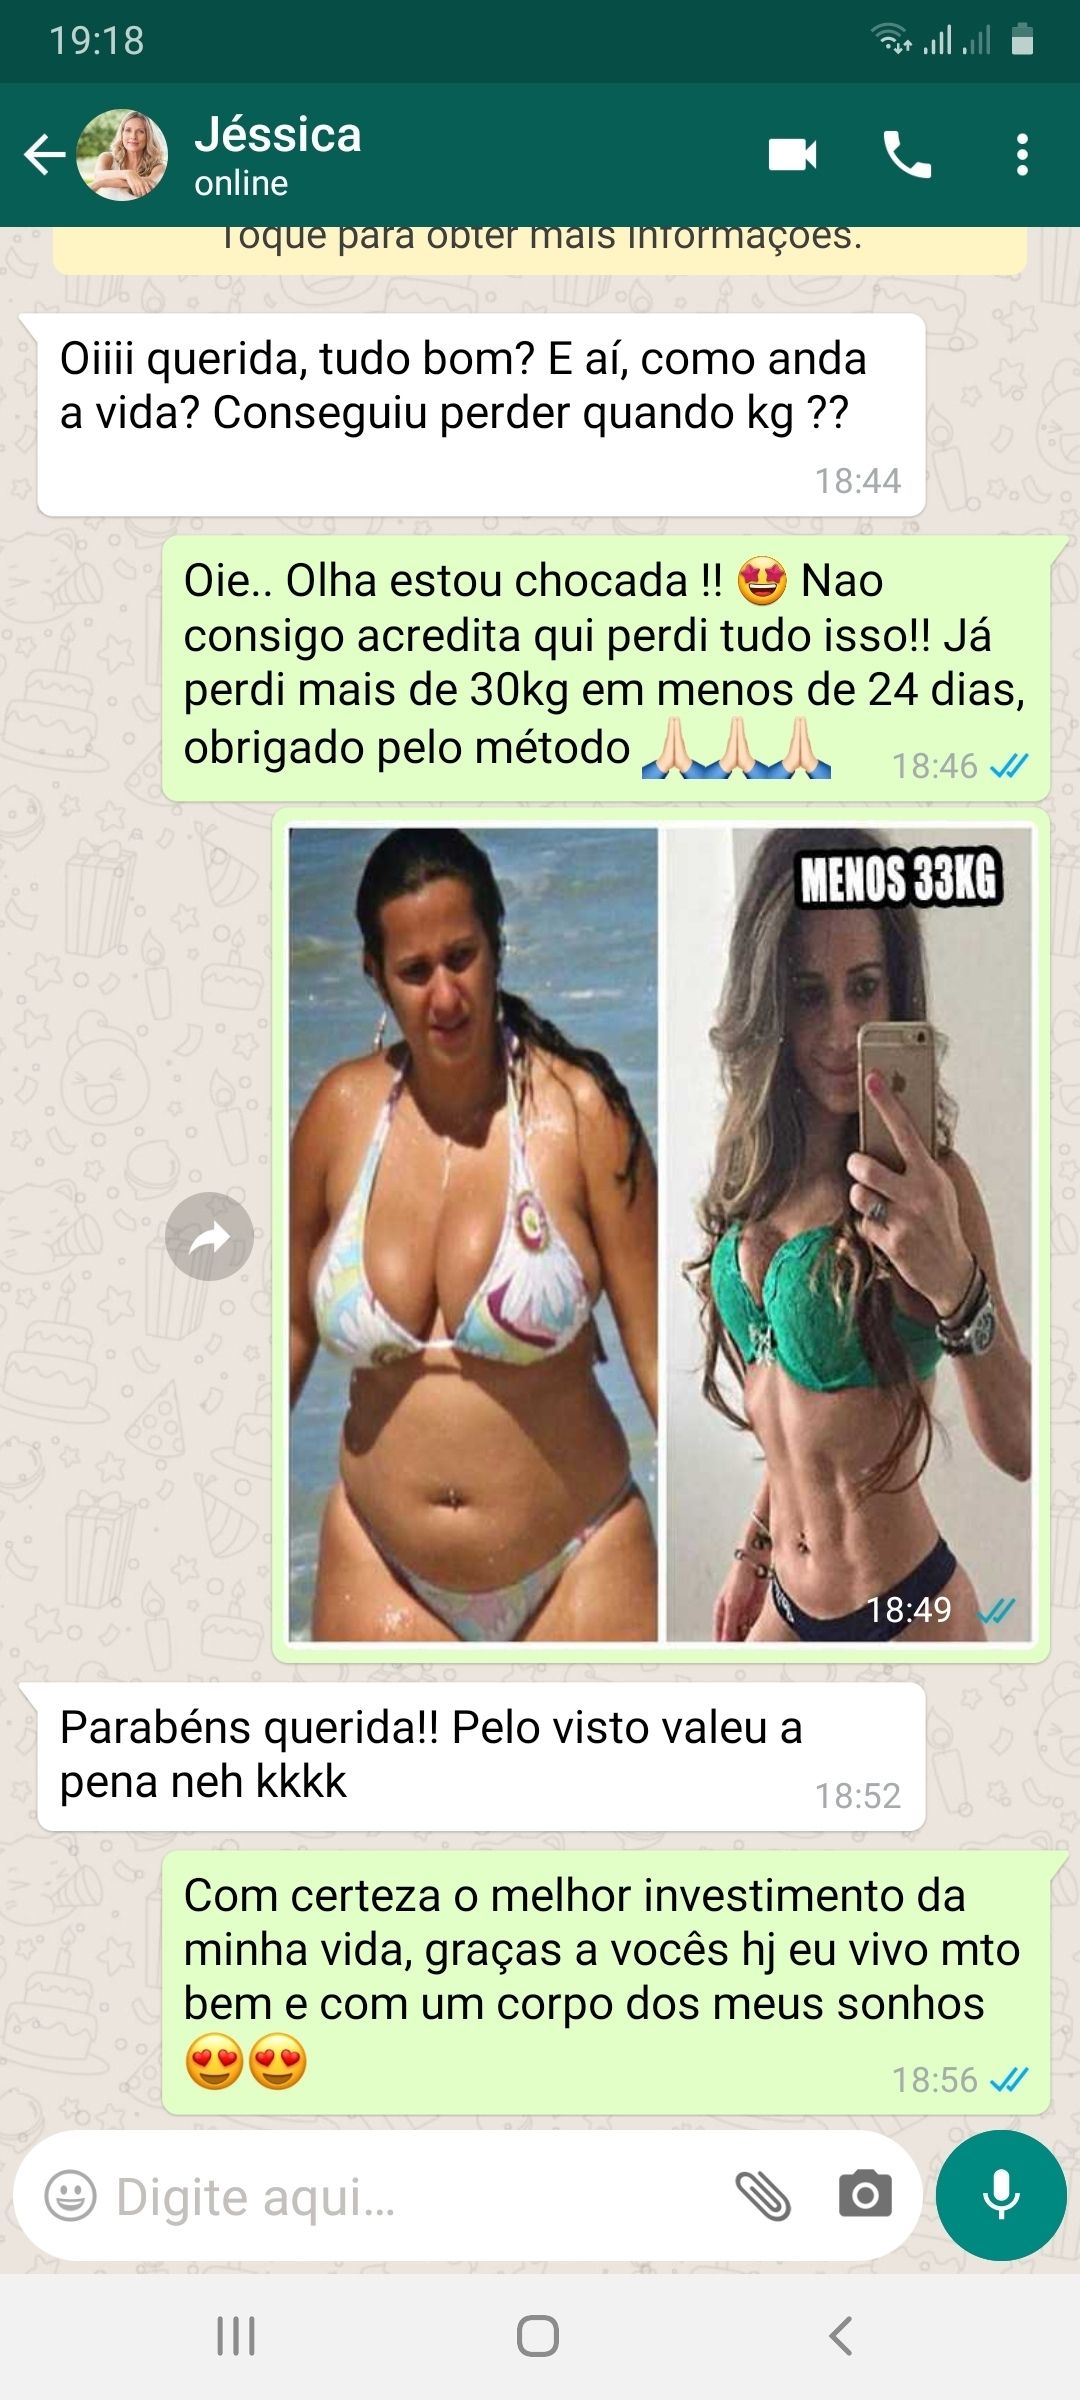 19:18
Jéssica
online
Toque para obter mais informações.
Oiiii querida, tudo bom? E aí, como anda
a vida? Conseguiu perder quando kg ??
18:44
Oie.. Olha estou chocada !! 🤩 Nao
consigo acredita qui perdi tudo isso!! Já
perdi mais de 30kg em menos de 24 dias,
obrigado pelo método 🙏🏻🙏🏻🙏🏻 18:46
MENOS 33KG
18:49
Parabéns querida!! Pelo visto valeu a
pena neh kkkk 18:52
Com certeza o melhor investimento da
minha vida, graças a vocês hj eu vivo mto
bem e com um corpo dos meus sonhos
😍😍 18:56
Digite aqui...